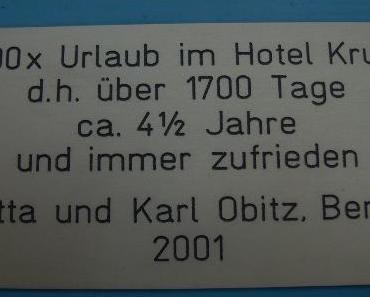 00x Urlaub im Hotel Kru
d.h. über 1700 Tage
ca. 4½ Jahre
und immer zufrieden
tta und Karl Obitz, Ber
2001